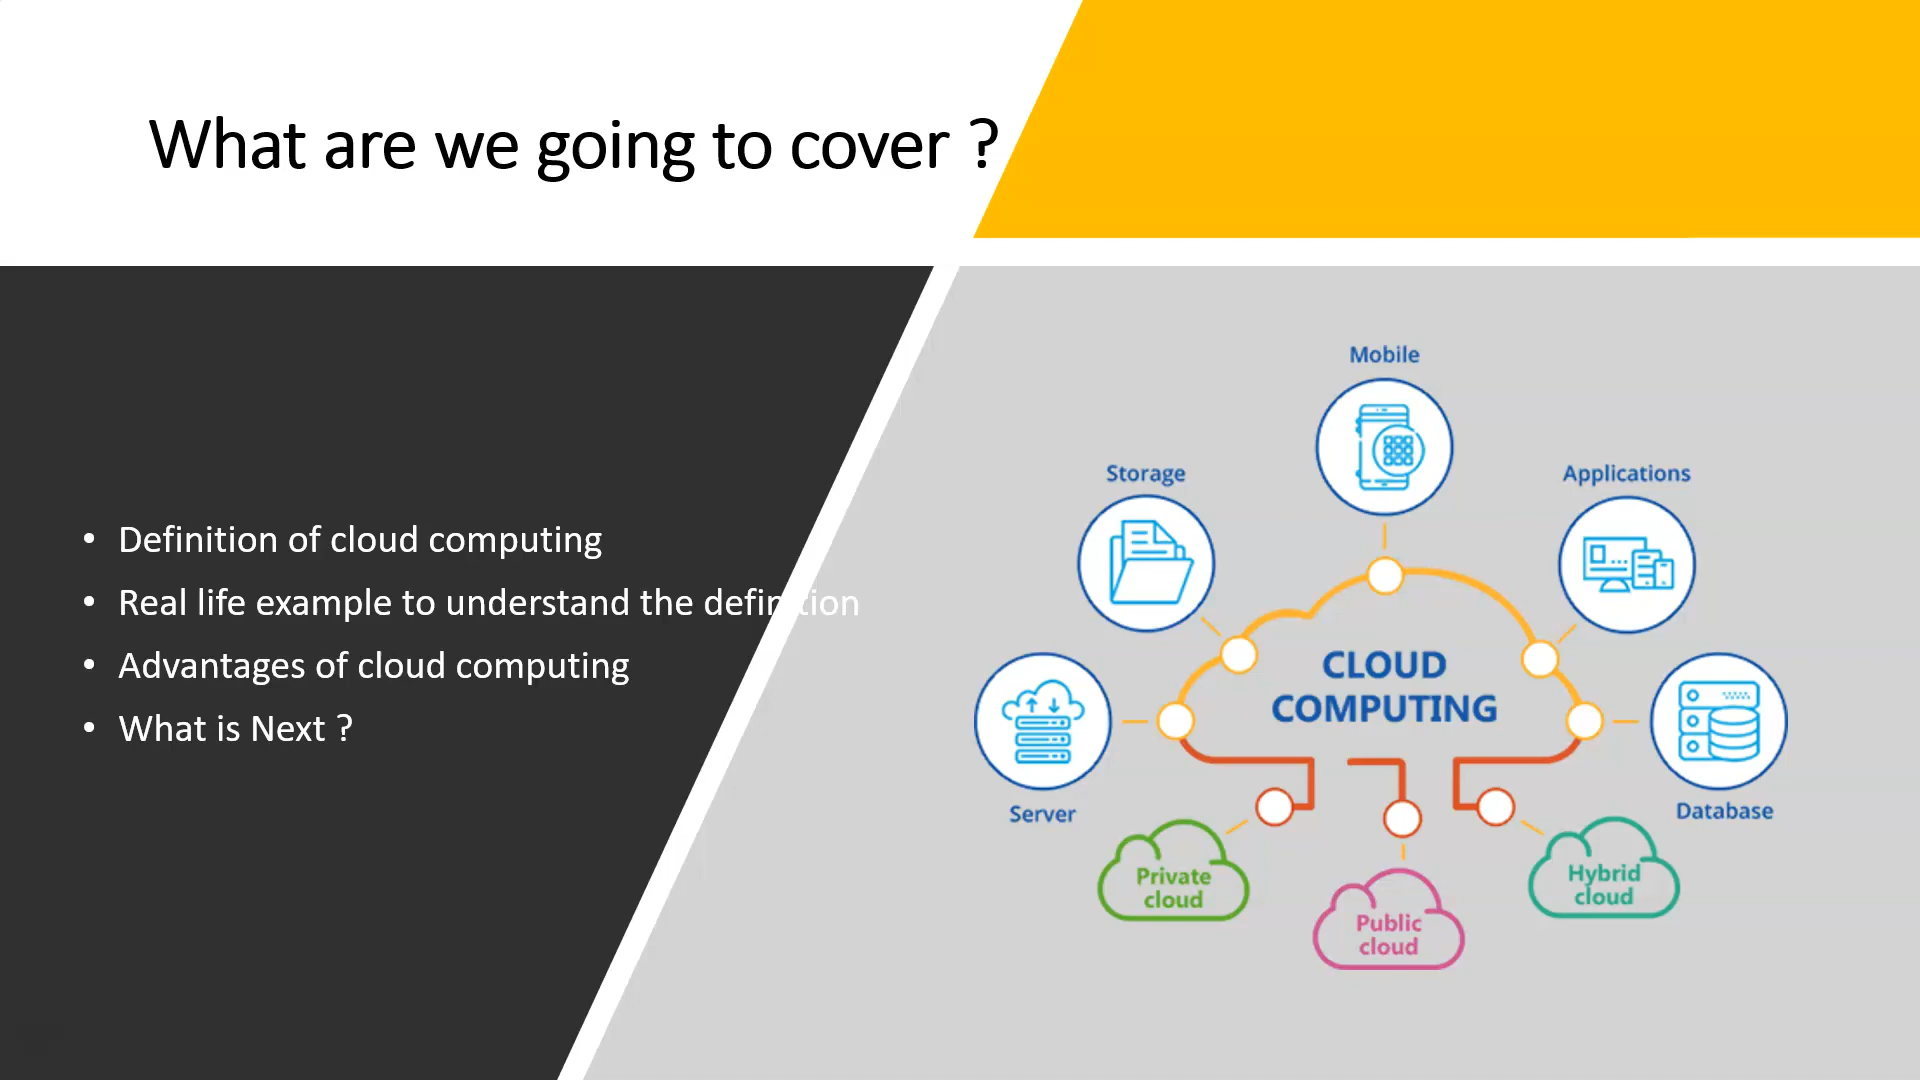 What are we going to cover ?
• Definition of cloud computing
• Real life example to understand the definition
• Advantages of cloud computing
• What is Next ?
Mobile
Storage
Applications
CLOUD
COMPUTING
Server
Database
Private
cloud
Public
cloud
Hybrid
cloud